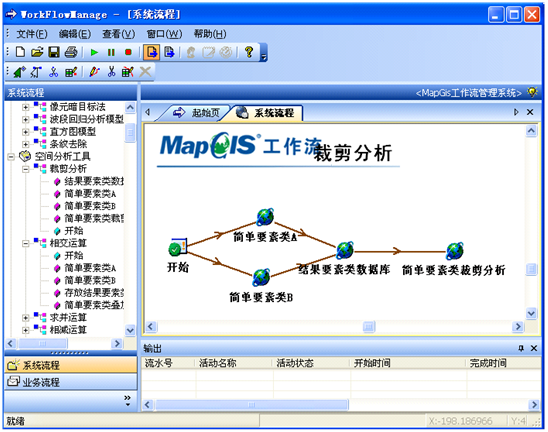 WorkFlowManage - [系统流程]
文件(F) 编辑(E) 查看(V) 窗口(W) 帮助(H)
系统流程
<MapGis工作流管理系统>
像元暗目标法
波段回归分析模型
直方图模型
条纹去除
空间分析工具
裁剪分析
结果要素类数据
简单要素类A
简单要素类B
简单要素类裁剪
开始
相交运算
开始
简单要素类A
简单要素类B
存放结果要素类
简单要素类叠加
求并运算
相减运算
系统流程
业务流程
起始页 系统流程
MapGIS 工作流
裁剪分析
开始
简单要素类A
简单要素类B
结果要素类数据库
简单要素类裁剪分析
输出
流水号 活动名称 活动状态 开始时间 完成时间
就绪
X:-198.186966 Y:4